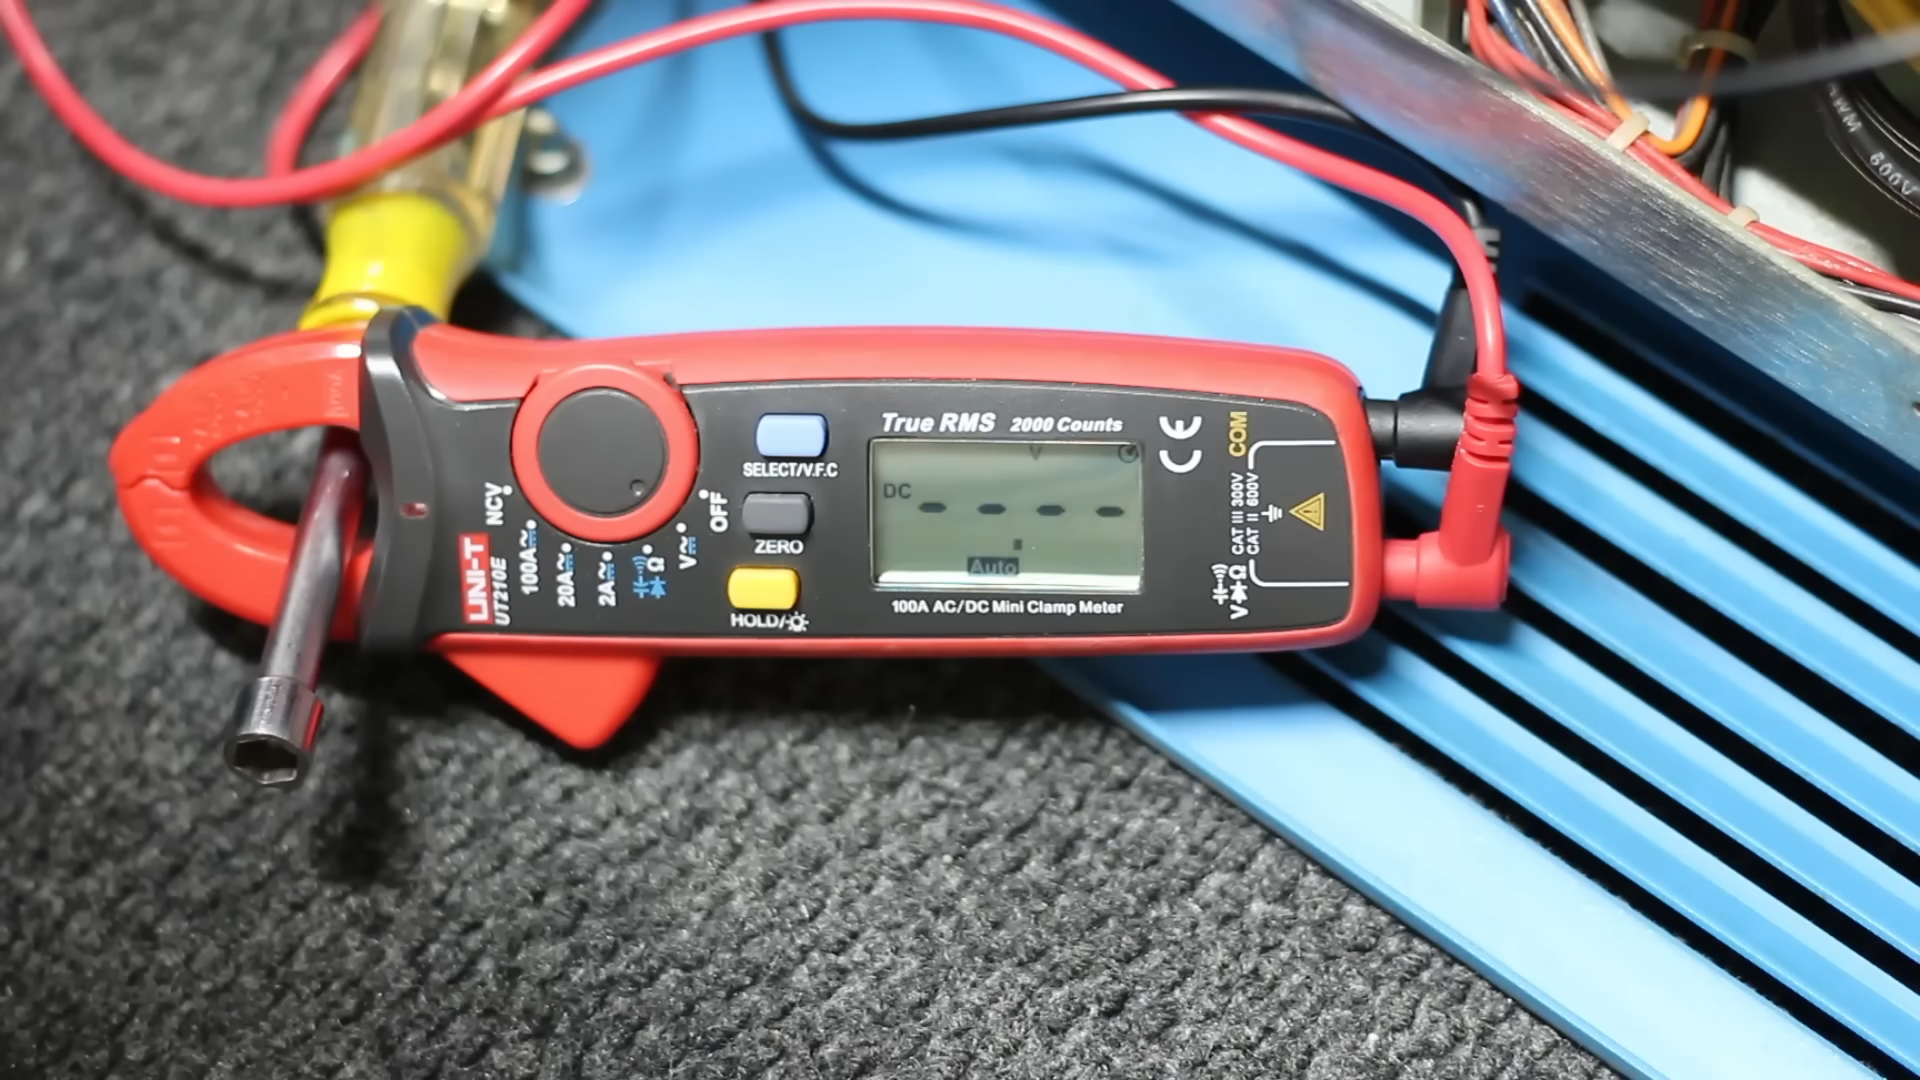 True RMS 2000 Counts
SELECT/V.F.C
ZERO
HOLD/
DC - - - -
V
Auto
100A AC/DC Mini Clamp Meter
CE
COM
CAT III 300V
CAT II 600V
VΩ
NCV
100A
20A
2A
Ω
V
OFF
UNI-T
UT210E
600V